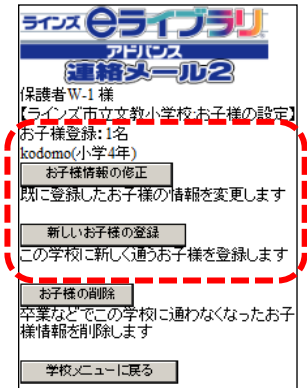 ラインズeライブラリ
アドバンス
連絡メール2
保護者W-1 様
【ラインズ市立文教小学校:お子様の設定】
お子様登録:1名
kodomo(小学4年)
お子様情報の修正
既に登録したお子様の情報を変更します
新しいお子様の登録
この学校に新しく通うお子様を登録します
お子様の削除
卒業などでこの学校に通わなくなったお子
様情報を削除します
学校メニューに戻る